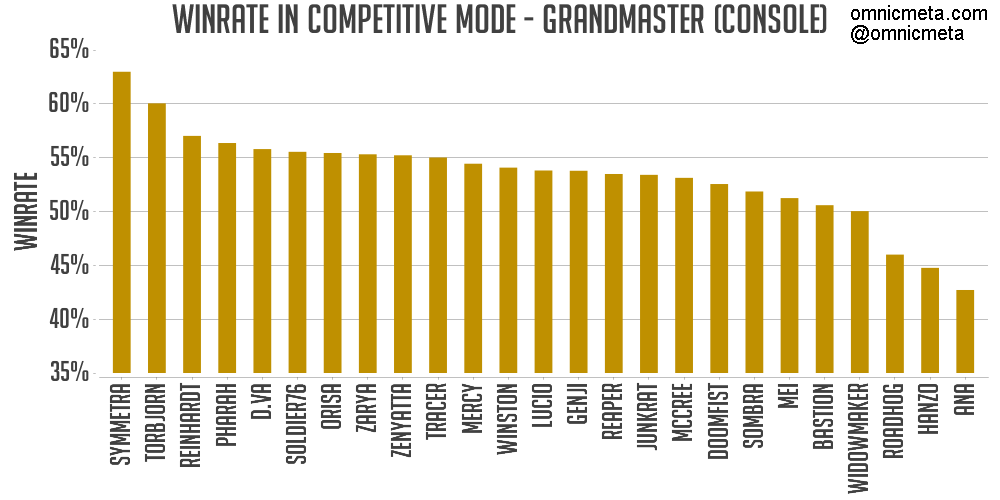 WINRATE IN COMPETITIVE MODE - GRANDMASTER (CONSOLE)
omnicmeta.com
@omnicmeta
65%
60%
55%
50%
45%
40%
35%
WINRATE
SYMMETRA
TORBJORN
REINHARDT
PHARAH
D.VA
SOLDIER76
ORISA
ZARYA
ZENYATTA
TRACER
MERCY
WINSTON
LUCIO
GENJI
REAPER
JUNKRAT
MCCREE
DOOMFIST
SOMBRA
MEI
BASTION
WIDOWMAKER
ROADHOG
HANZO
ANA